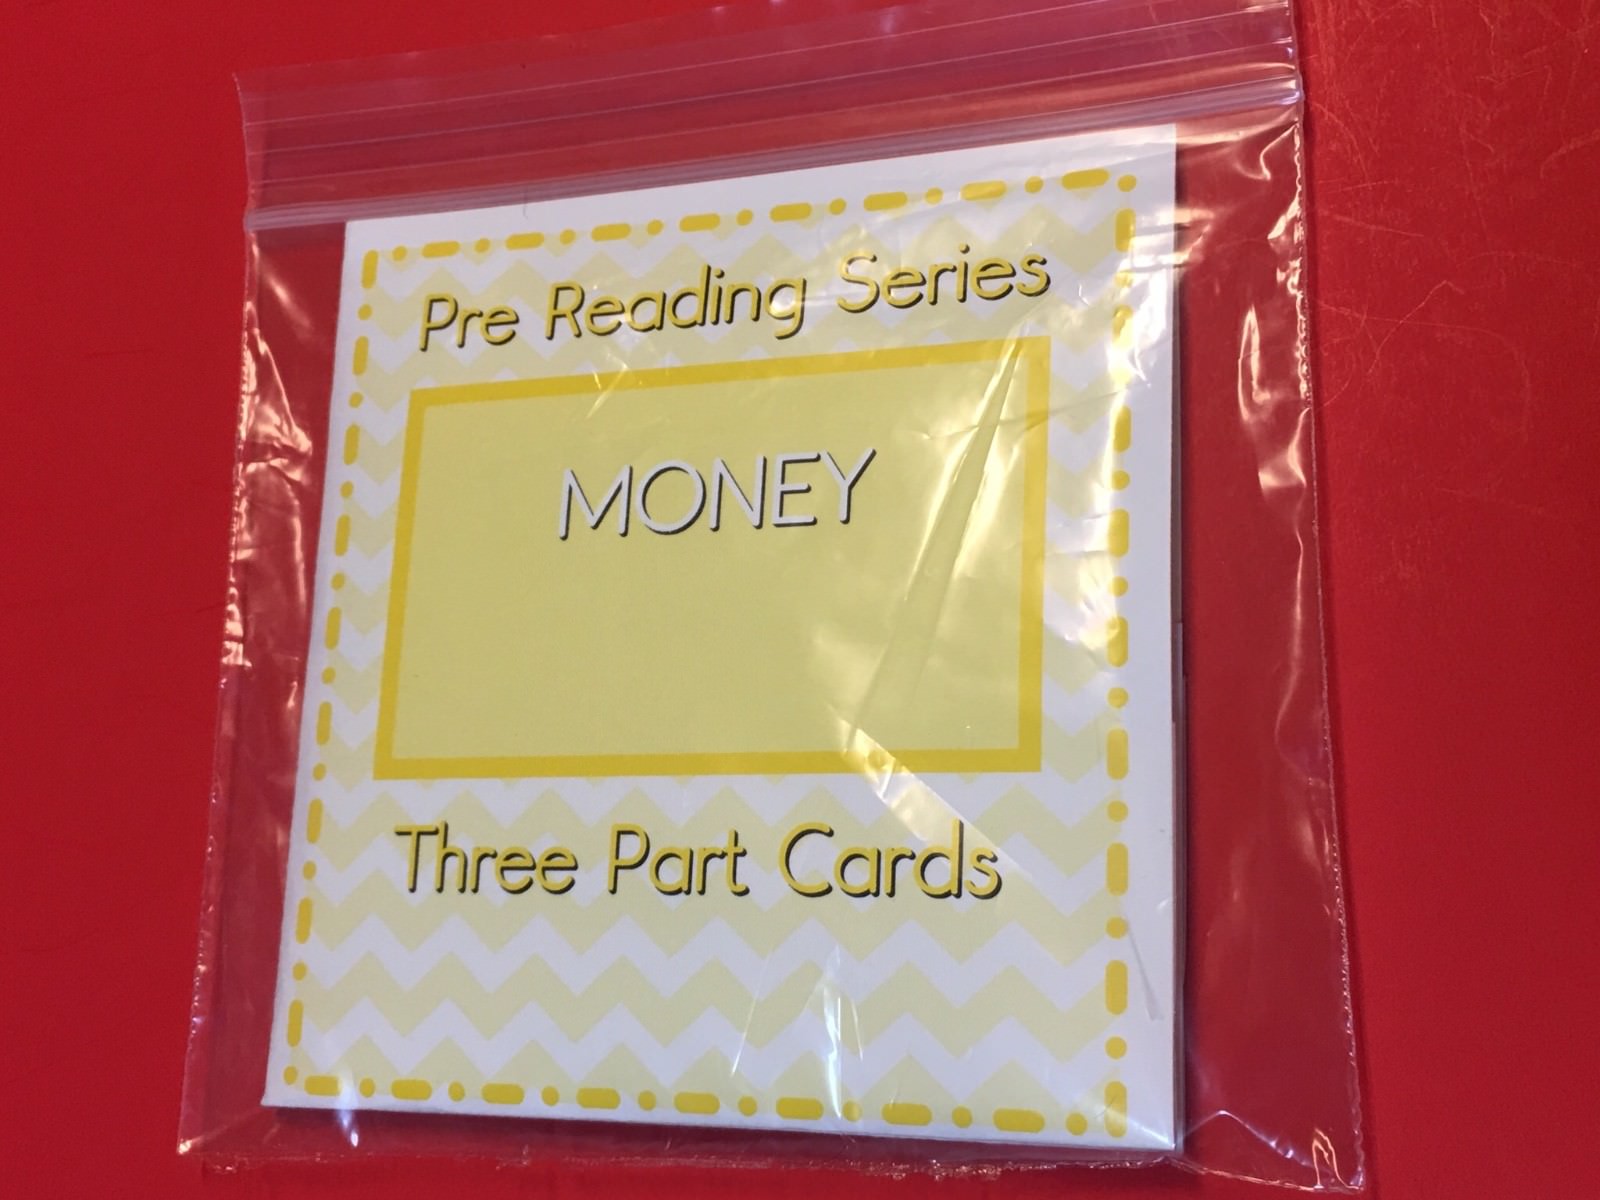 Pre Reading Series
MONEY
Three Part Cards